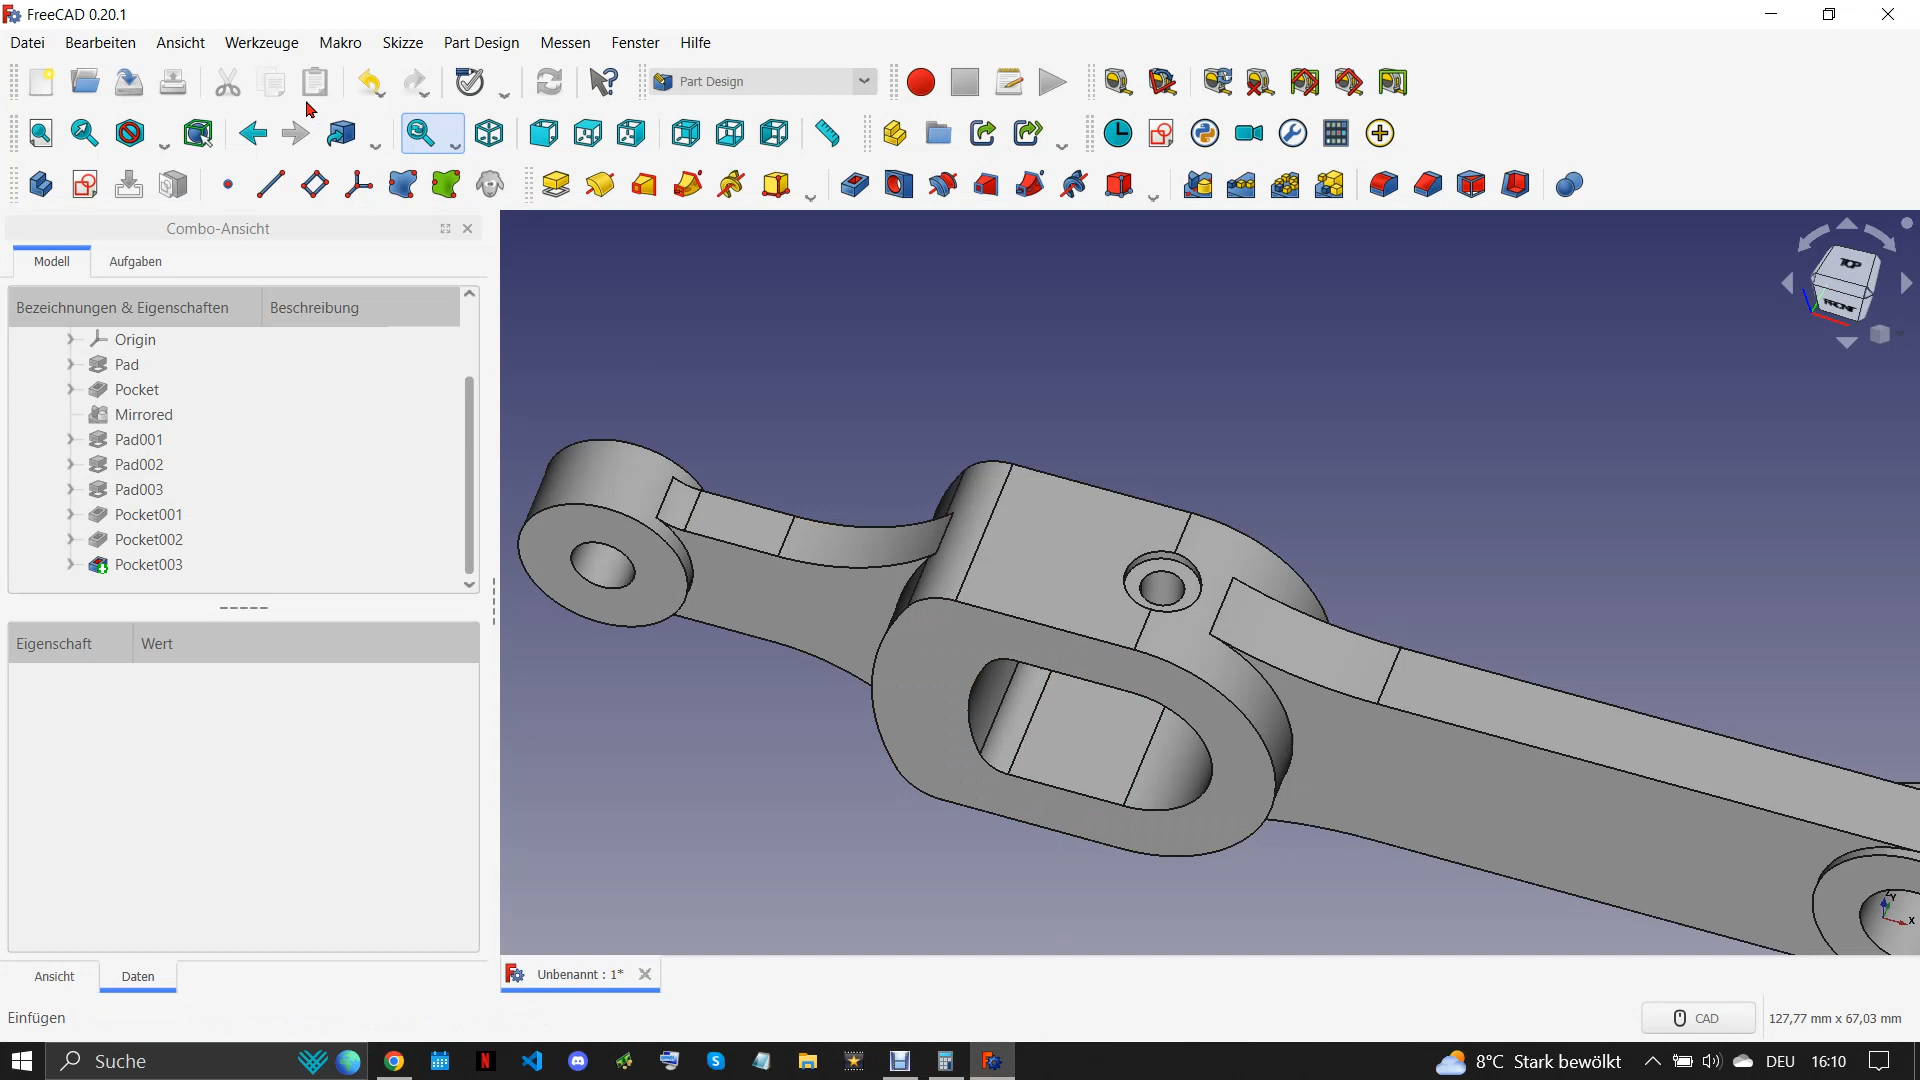 FreeCAD 0.20.1
Datei Bearbeiten Ansicht Werkzeuge Makro Skizze Part Design Messen Fenster Hilfe
Part Design
Combo-Ansicht
Modell Aufgaben
Bezeichnungen & Eigenschaften Beschreibung
Origin
Pad
Pocket
Mirrored
Pad001
Pad002
Pad003
Pocket001
Pocket002
Pocket003
Eigenschaft Wert
Ansicht Daten
TOP
FRONT
Y
X
Unbenannt : 1*
Einfügen
CAD 127,77 mm x 67,03 mm
Suche
N
8°C Stark bewölkt
DEU 16:10